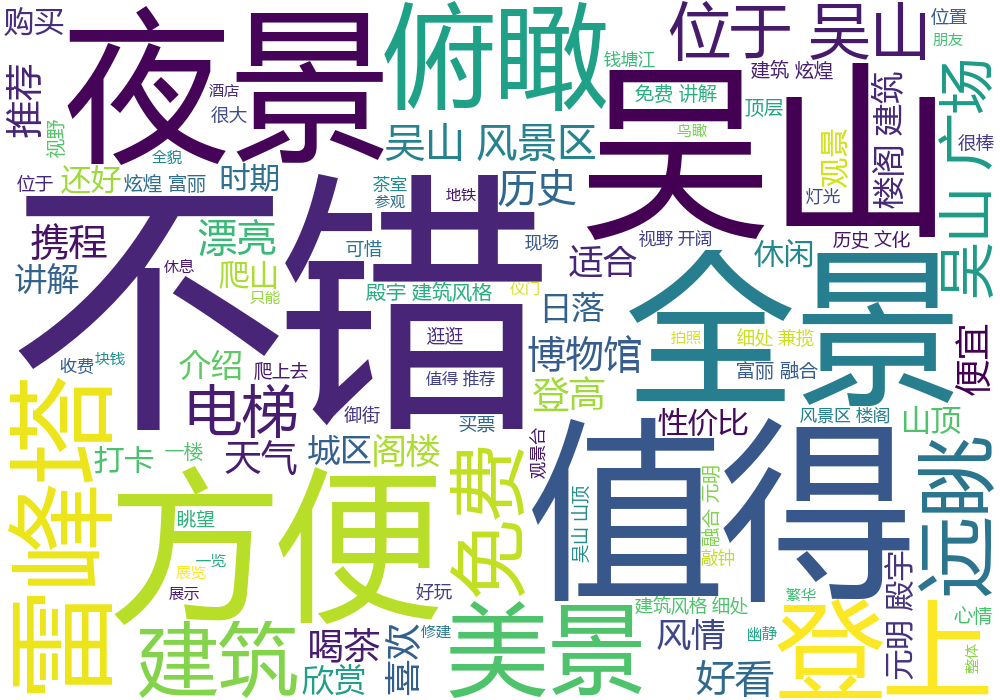 购买
夜景
俯瞰
位于 吴山
位置
朋友
推荐
视野
酒店
很大
全貌
钱塘江
免费 讲解
鸟瞰
吴山
建筑 炫煌
顶层
观景
楼阁 建筑
吴山 广场
很棒
吴山 风景区
位于
还好
炫煌 富丽
时期
茶室
参观
地铁
历史
灯光
不错
携程
漂亮
讲解
爬山
休息
只能
可惜
现场
视野 开阔
历史 文化
适合
休闲
殿宇 建筑风格
仪门
日落
全景
收费
块钱
介绍
爬上去
逛逛
值得 推荐
博物馆
拍照
细处 兼揽
富丽 融合
便宜
雷峰塔
电梯
御街
买票
登高
性价比
风景区 楼阁
山顶
打卡
一楼
天气
城区
阁楼
免费
观景台
值得
吴山 山顶
融合 元明
敲钟
远眺
方便
眺望
一览
展览
展示
好玩
建筑风格 细处
繁华
元明 殿宇
建筑
喝茶
欣赏
喜欢
修建
美景
风情
好看
幽静
登上
心情
整体